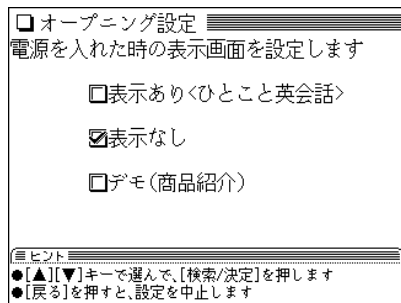 □オープニング設定
電源を入れた時の表示画面を設定します
□表示あり<ひとこと英会話>
☑表示なし
□デモ(商品紹介)
ヒント
●[▲][▼]キーで選んで、[検索/決定]を押します
●[戻る]を押すと、設定を中止します